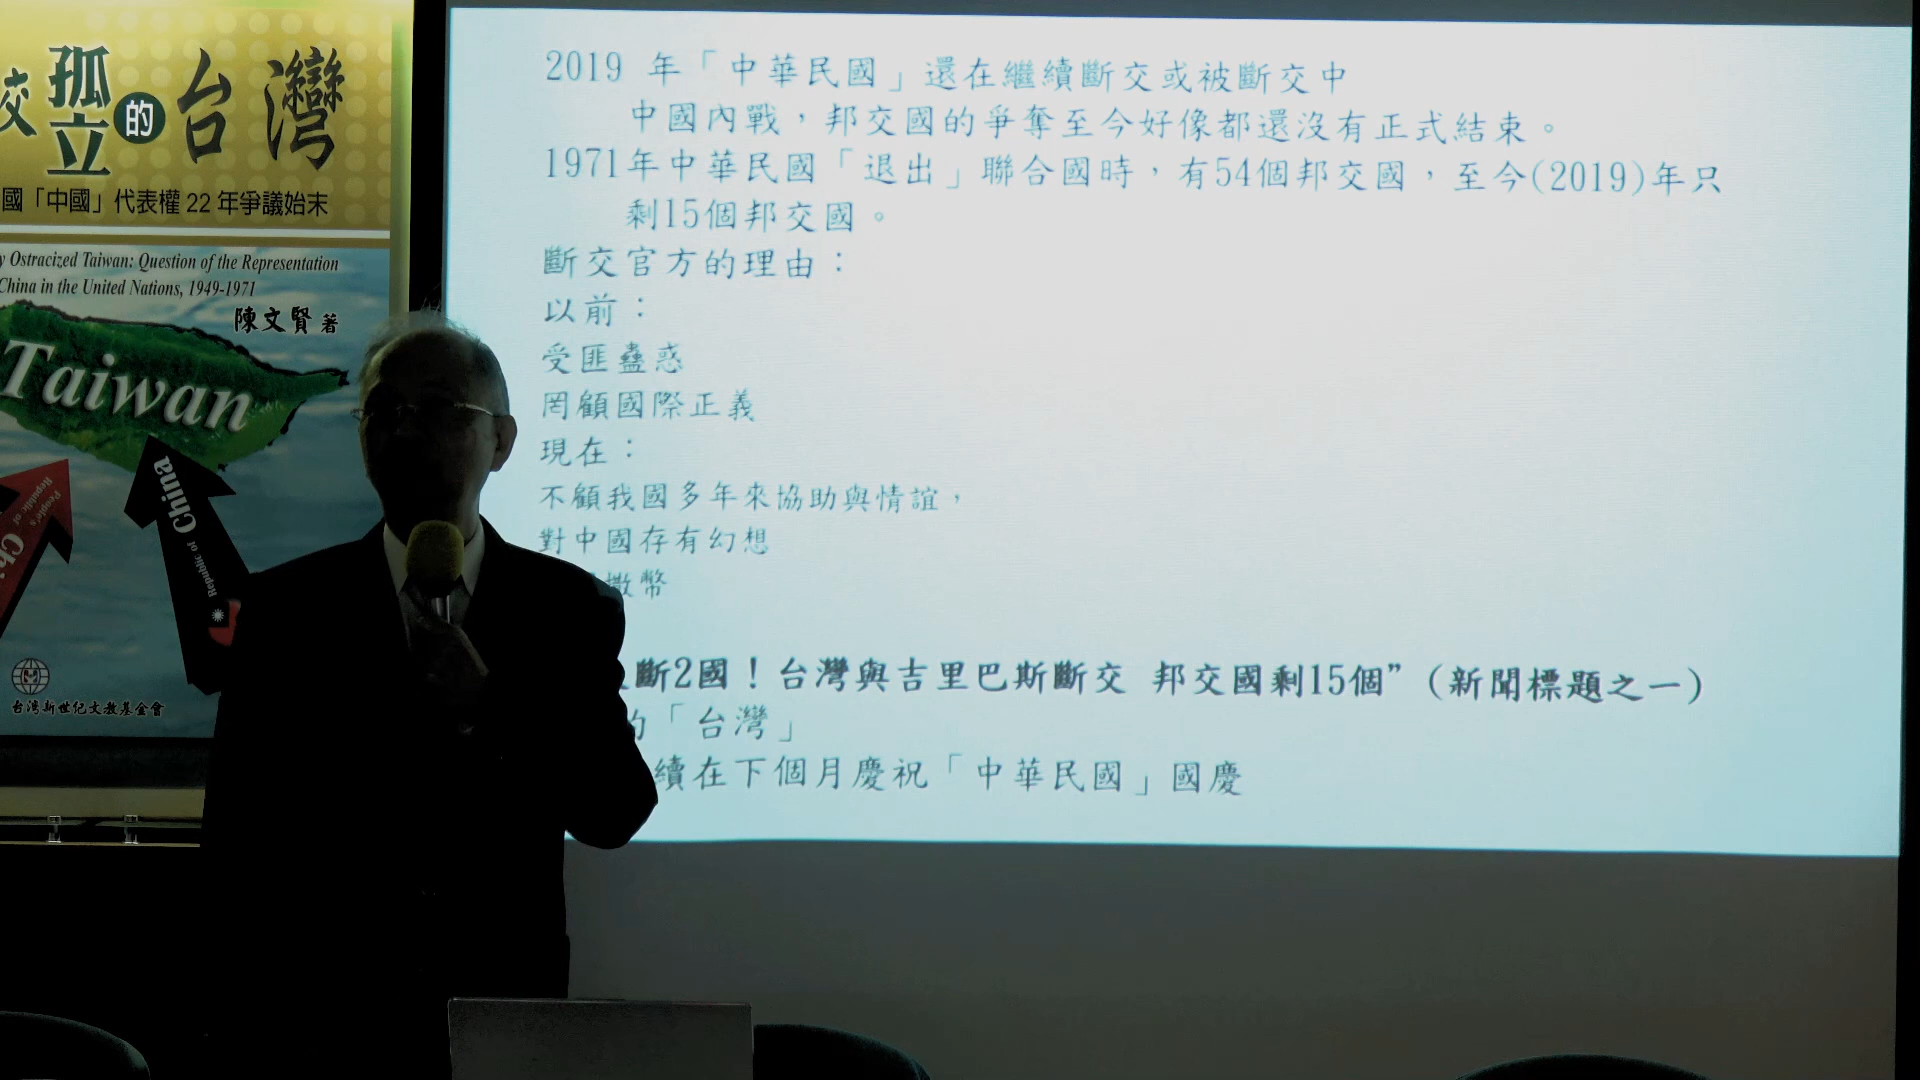 交孤立的台灣
國「中國」代表權 22 年爭議始末
y Ostracized Taiwan: Question of the Representation
China in the United Nations, 1949-1971
陳文賢 著
Taiwan
People's Republic of Chi
Republic of China
台灣新世紀文教基金會
2019 年「中華民國」還在繼續斷交或被斷交中
中國內戰，邦交國的爭奪至今好像都還沒有正式結束。
1971年中華民國「退出」聯合國時，有54個邦交國，至今(2019)年只
剩15個邦交國。
斷交官方的理由：
以前：
受匪蠱惑
罔顧國際正義
現在：
不顧我國多年來協助與情誼，
對中國存有幻想
撒幣
斷2國！台灣與吉里巴斯斷交 邦交國剩15個”(新聞標題之一)
的「台灣」
續在下個月慶祝「中華民國」國慶